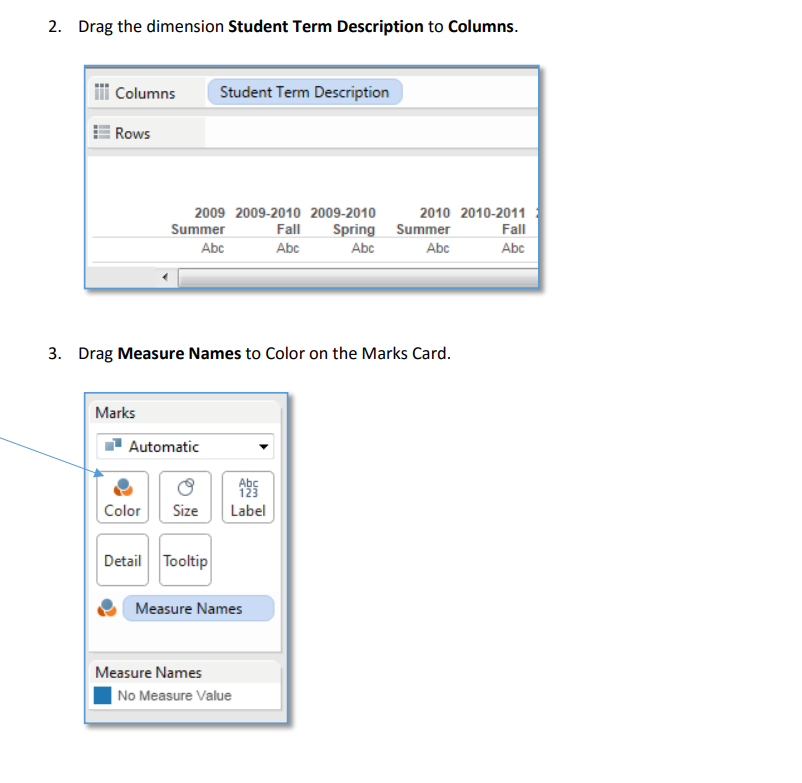 2. Drag the dimension Student Term Description to Columns.
Columns Student Term Description
Rows
2009 2009-2010 2009-2010 2010 2010-2011
Summer Fall Spring Summer Fall
Abc Abc Abc Abc Abc
3. Drag Measure Names to Color on the Marks Card.
Marks
Automatic
Abc
123
Color Size Label
Detail Tooltip
Measure Names
Measure Names
No Measure Value